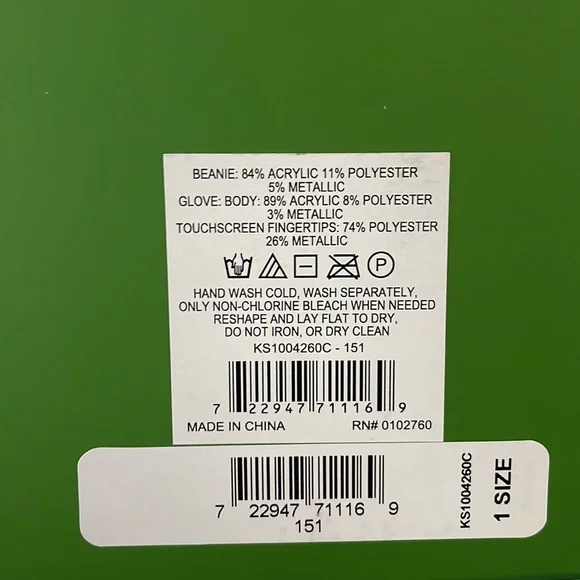 BEANIE: 84% ACRYLIC 11% POLYESTER
5% METALLIC
GLOVE: BODY: 89% ACRYLIC 8% POLYESTER
3% METALLIC
TOUCHSCREEN FINGERTIPS: 74% POLYESTER
26% METALLIC
P
HAND WASH COLD, WASH SEPARATELY,
ONLY NON-CHLORINE BLEACH WHEN NEEDED
RESHAPE AND LAY FLAT TO DRY,
DO NOT IRON, OR DRY CLEAN
KS1004260C - 151
7 22947 71116 9
MADE IN CHINA RN# 0102760
7 22947 71116 9
151
KS1004260C
1 SIZE